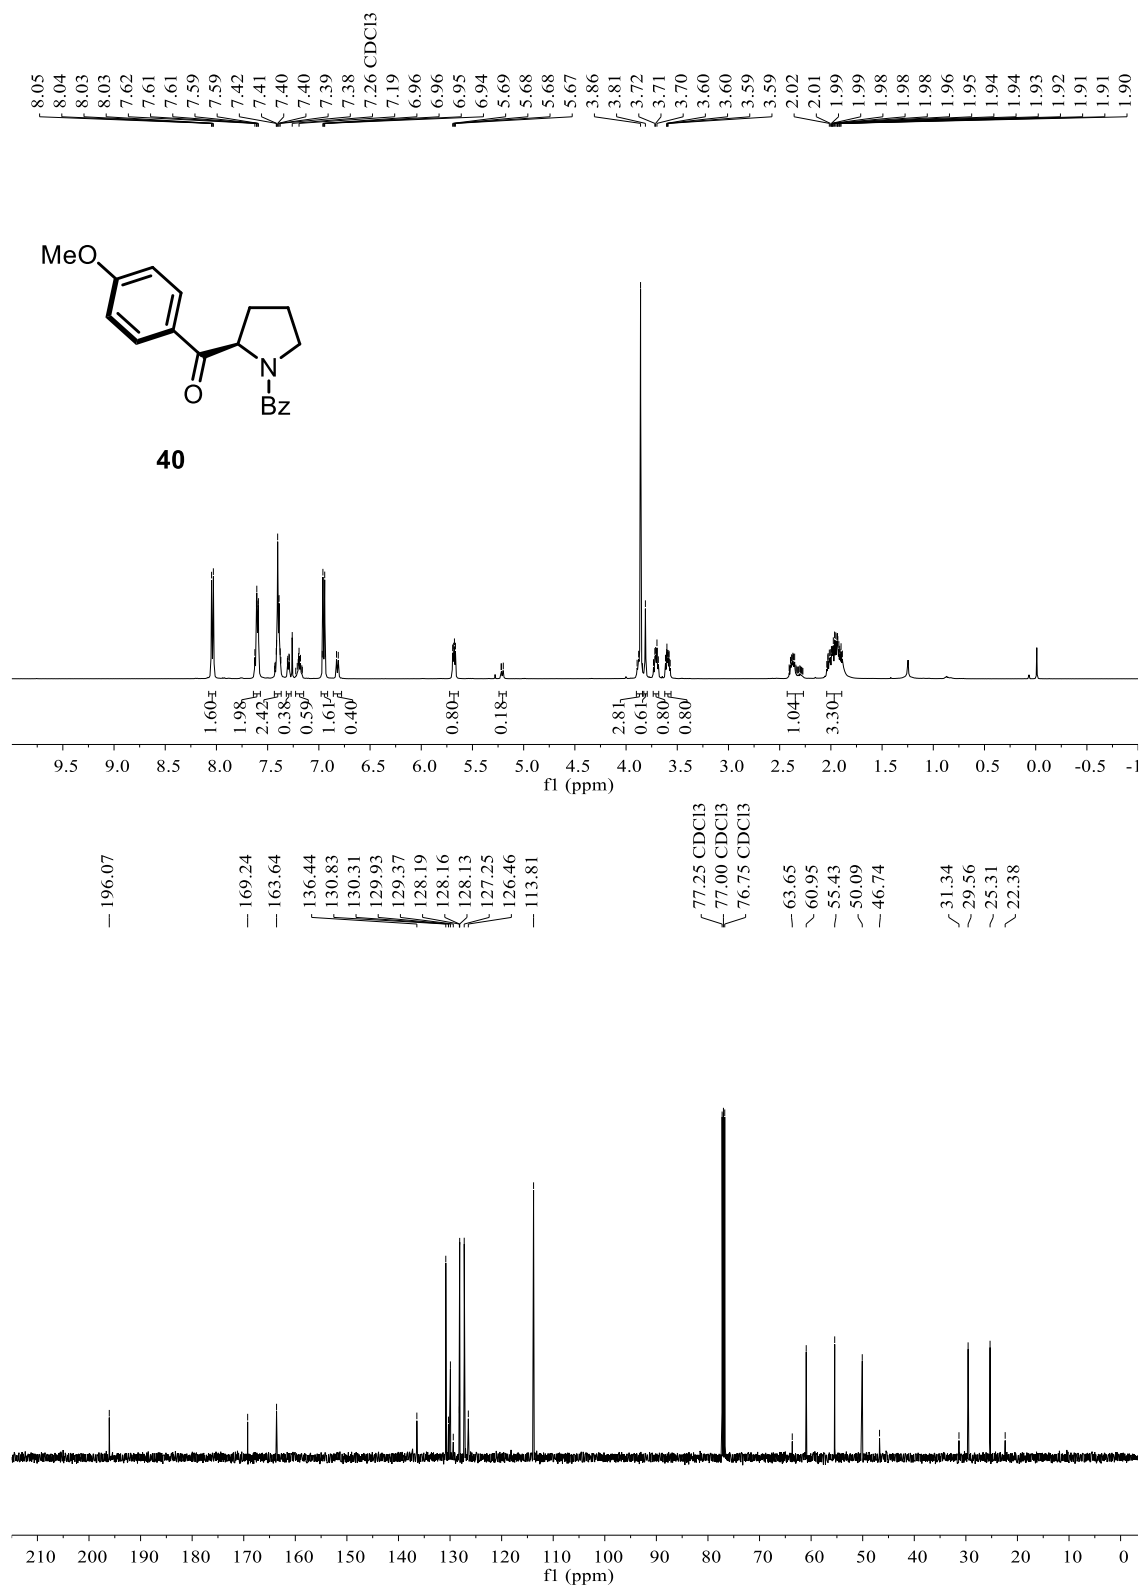 8.05 8.04 8.03 8.03 7.62 7.61 7.61 7.59 7.59 7.42 7.41 7.40 7.40 7.39 7.38 7.26 CDCl3 7.19 6.96 6.96 6.95 6.94 5.69 5.68 5.68 5.67 3.86 3.81 3.72 3.71 3.70 3.60 3.60 3.59 3.59 2.02 2.01 1.99 1.99 1.98 1.98 1.98 1.96 1.95 1.94 1.94 1.93 1.92 1.91 1.91 1.90
MeO
O
N
Bz
40
1.60 1.98 2.42 0.38 0.59 1.61 0.40 0.80 0.18 2.81 0.61 0.80 0.80 1.04 3.30
9.5 9.0 8.5 8.0 7.5 7.0 6.5 6.0 5.5 5.0 4.5 4.0 3.5 3.0 2.5 2.0 1.5 1.0 0.5 0.0 -0.5 -1
f1 (ppm)
196.07 169.24 163.64 136.44 130.83 130.31 129.93 129.37 128.19 128.16 128.13 127.25 126.46 113.81 77.25 CDCl3 77.00 CDCl3 76.75 CDCl3 63.65 60.95 55.43 50.09 46.74 31.34 29.56 25.31 22.38
210 200 190 180 170 160 150 140 130 120 110 100 90 80 70 60 50 40 30 20 10 0
f1 (ppm)